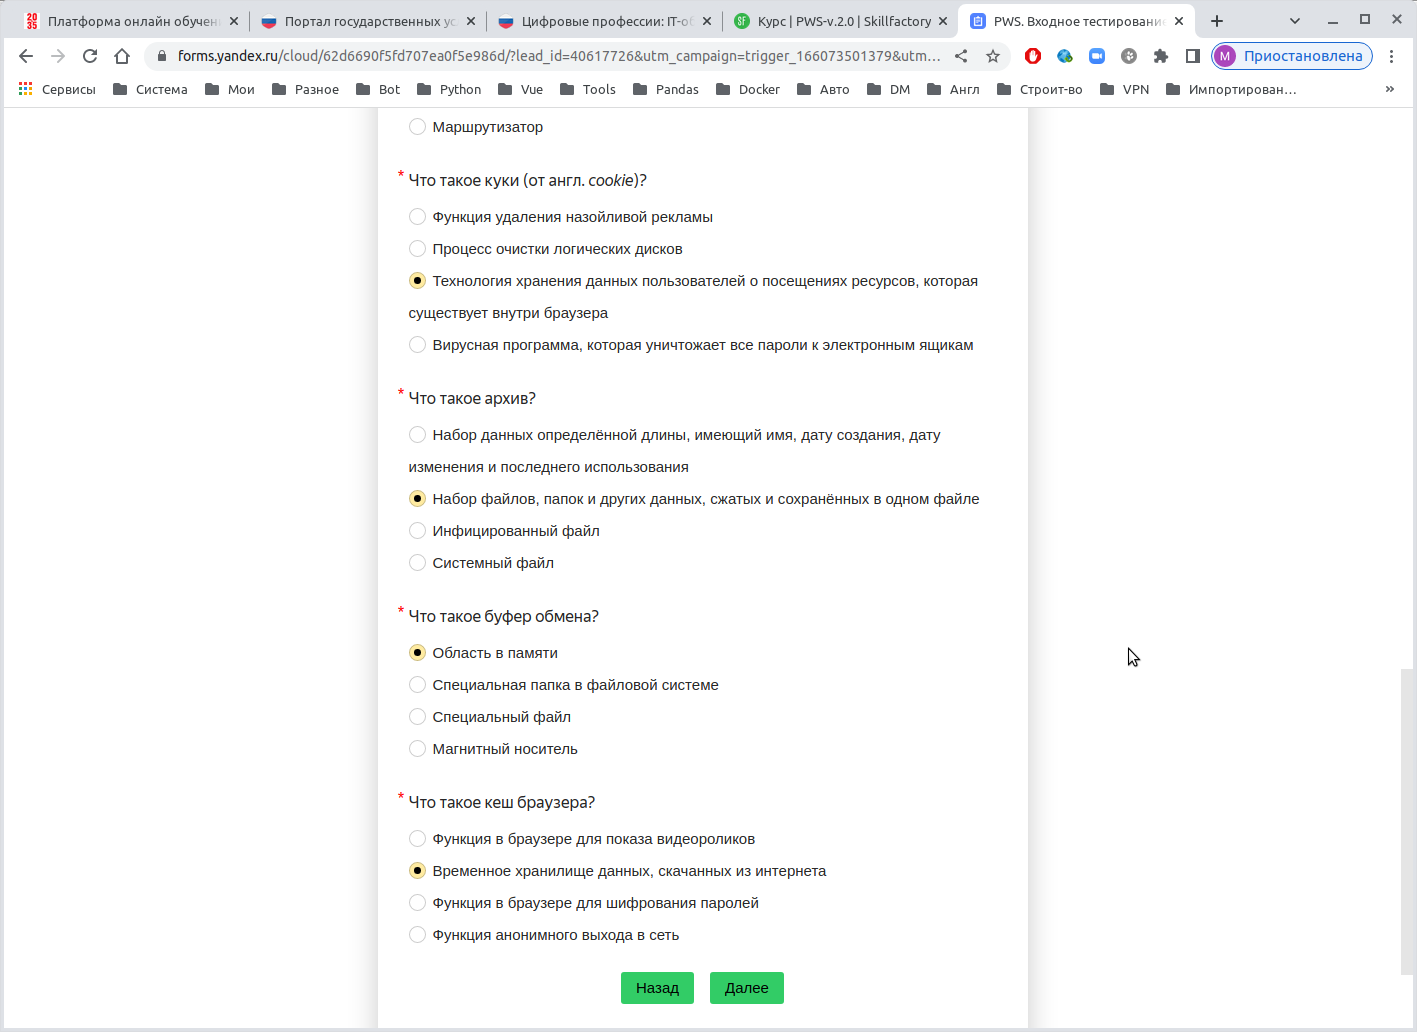 20
35
Платформа онлайн обучен
Портал государственных ус
Цифровые профессии: IT-об
SF
Курс | PWS-v.2.0 | Skillfactory
PWS. Входное тестирование
forms.yandex.ru/cloud/62d6690f5fd707ea0f5e986d/?lead_id=40617726&utm_campaign=trigger_166073501379&utm...
M
Приостановлена
Сервисы
Система
Мои
Разное
Bot
Python
Vue
Tools
Pandas
Docker
Авто
DM
Англ
Строит-во
VPN
Импортирован...
»
Маршрутизатор
* Что такое куки (от англ. cookie)?
Функция удаления назойливой рекламы
Процесс очистки логических дисков
Технология хранения данных пользователей о посещениях ресурсов, которая
существует внутри браузера
Вирусная программа, которая уничтожает все пароли к электронным ящикам
* Что такое архив?
Набор данных определённой длины, имеющий имя, дату создания, дату
изменения и последнего использования
Набор файлов, папок и других данных, сжатых и сохранённых в одном файле
Инфицированный файл
Системный файл
* Что такое буфер обмена?
Область в памяти
Специальная папка в файловой системе
Специальный файл
Магнитный носитель
* Что такое кеш браузера?
Функция в браузере для показа видеороликов
Временное хранилище данных, скачанных из интернета
Функция в браузере для шифрования паролей
Функция анонимного выхода в сеть
Назад
Далее